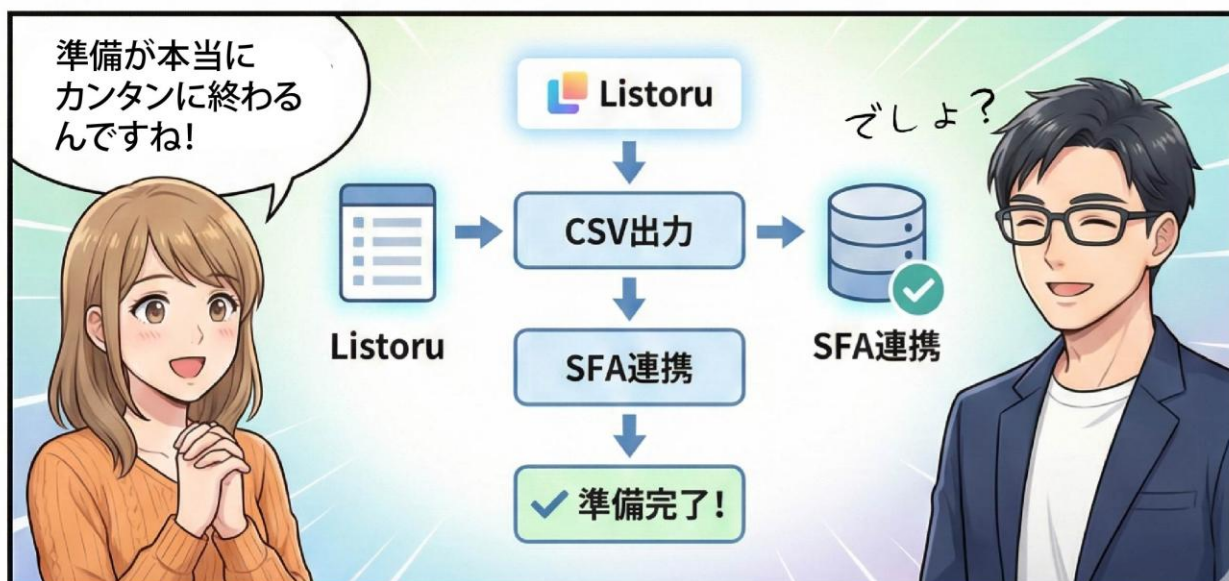 準備が本当に
カンタンに終わる
んですね!
Listoru
でしょ?
CSV出力
Listoru
SFA連携
SFA連携
準備完了!